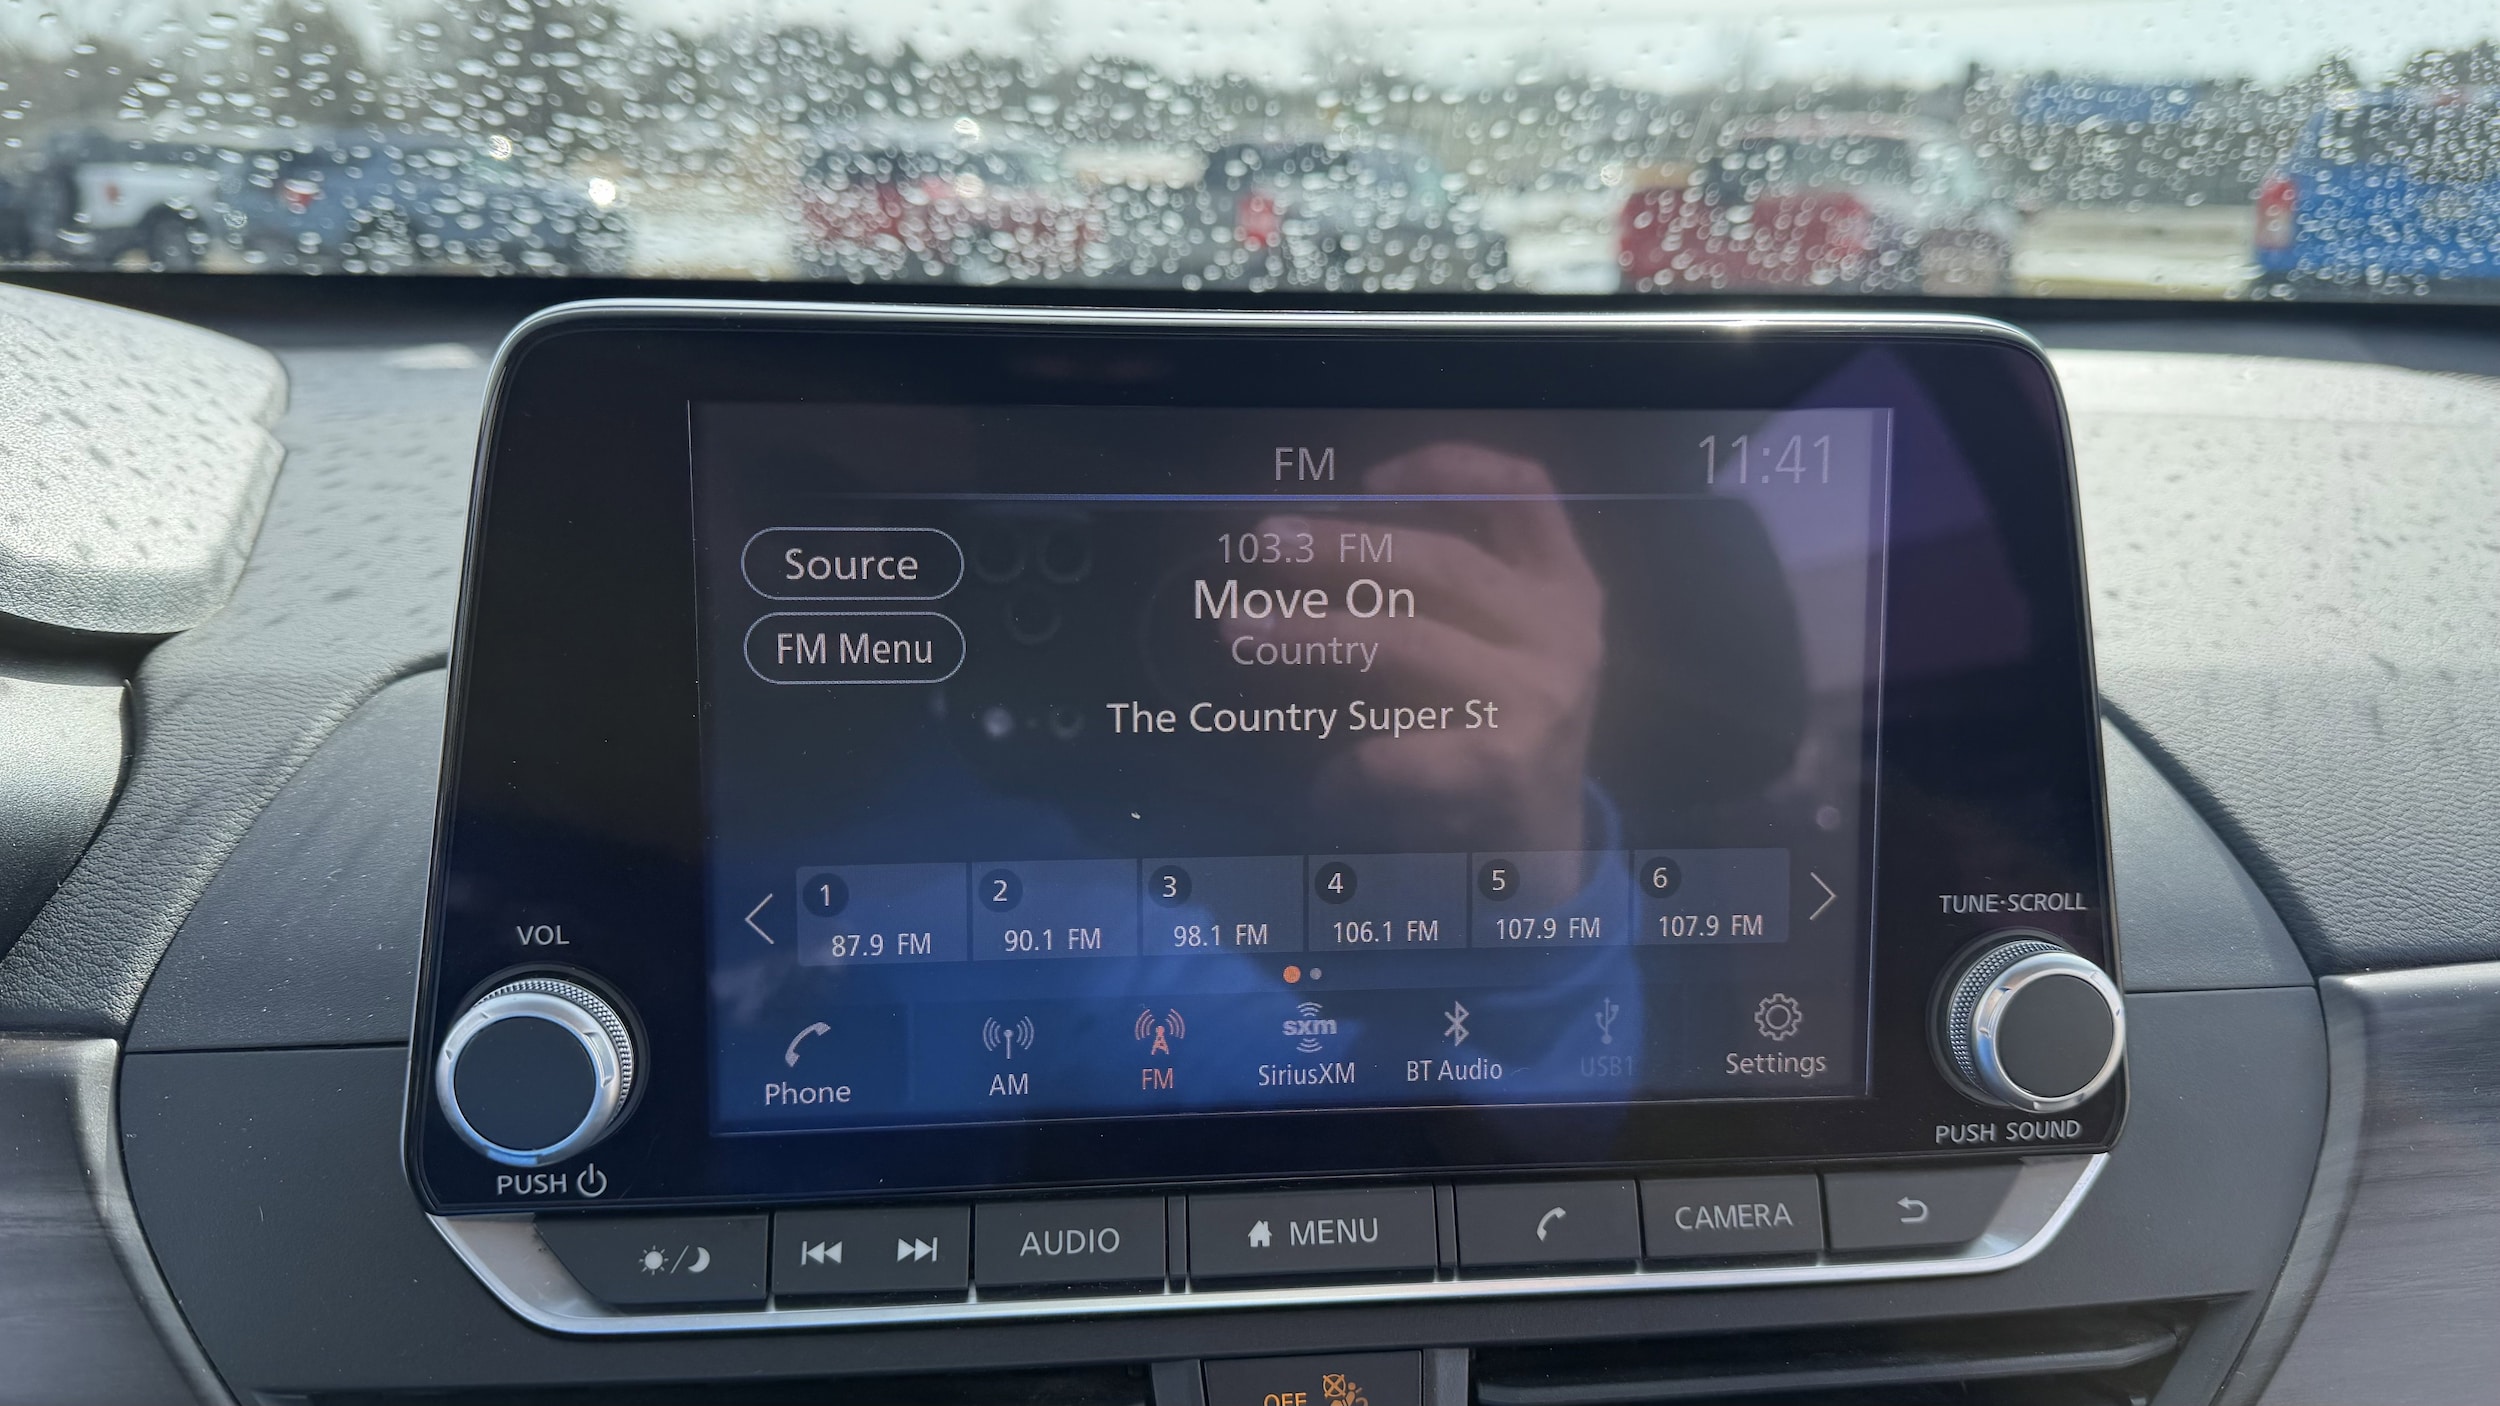 FM
11:41
Source
FM Menu
103.3 FM
Move On
Country
The Country Super St
1
2
3
4
5
6
87.9 FM
90.1 FM
98.1 FM
106.1 FM
107.9 FM
107.9 FM
Phone
AM
FM
sxm
SiriusXM
BT Audio
USB1
Settings
VOL
PUSH
TUNE·SCROLL
PUSH SOUND
AUDIO
MENU
CAMERA
OFF